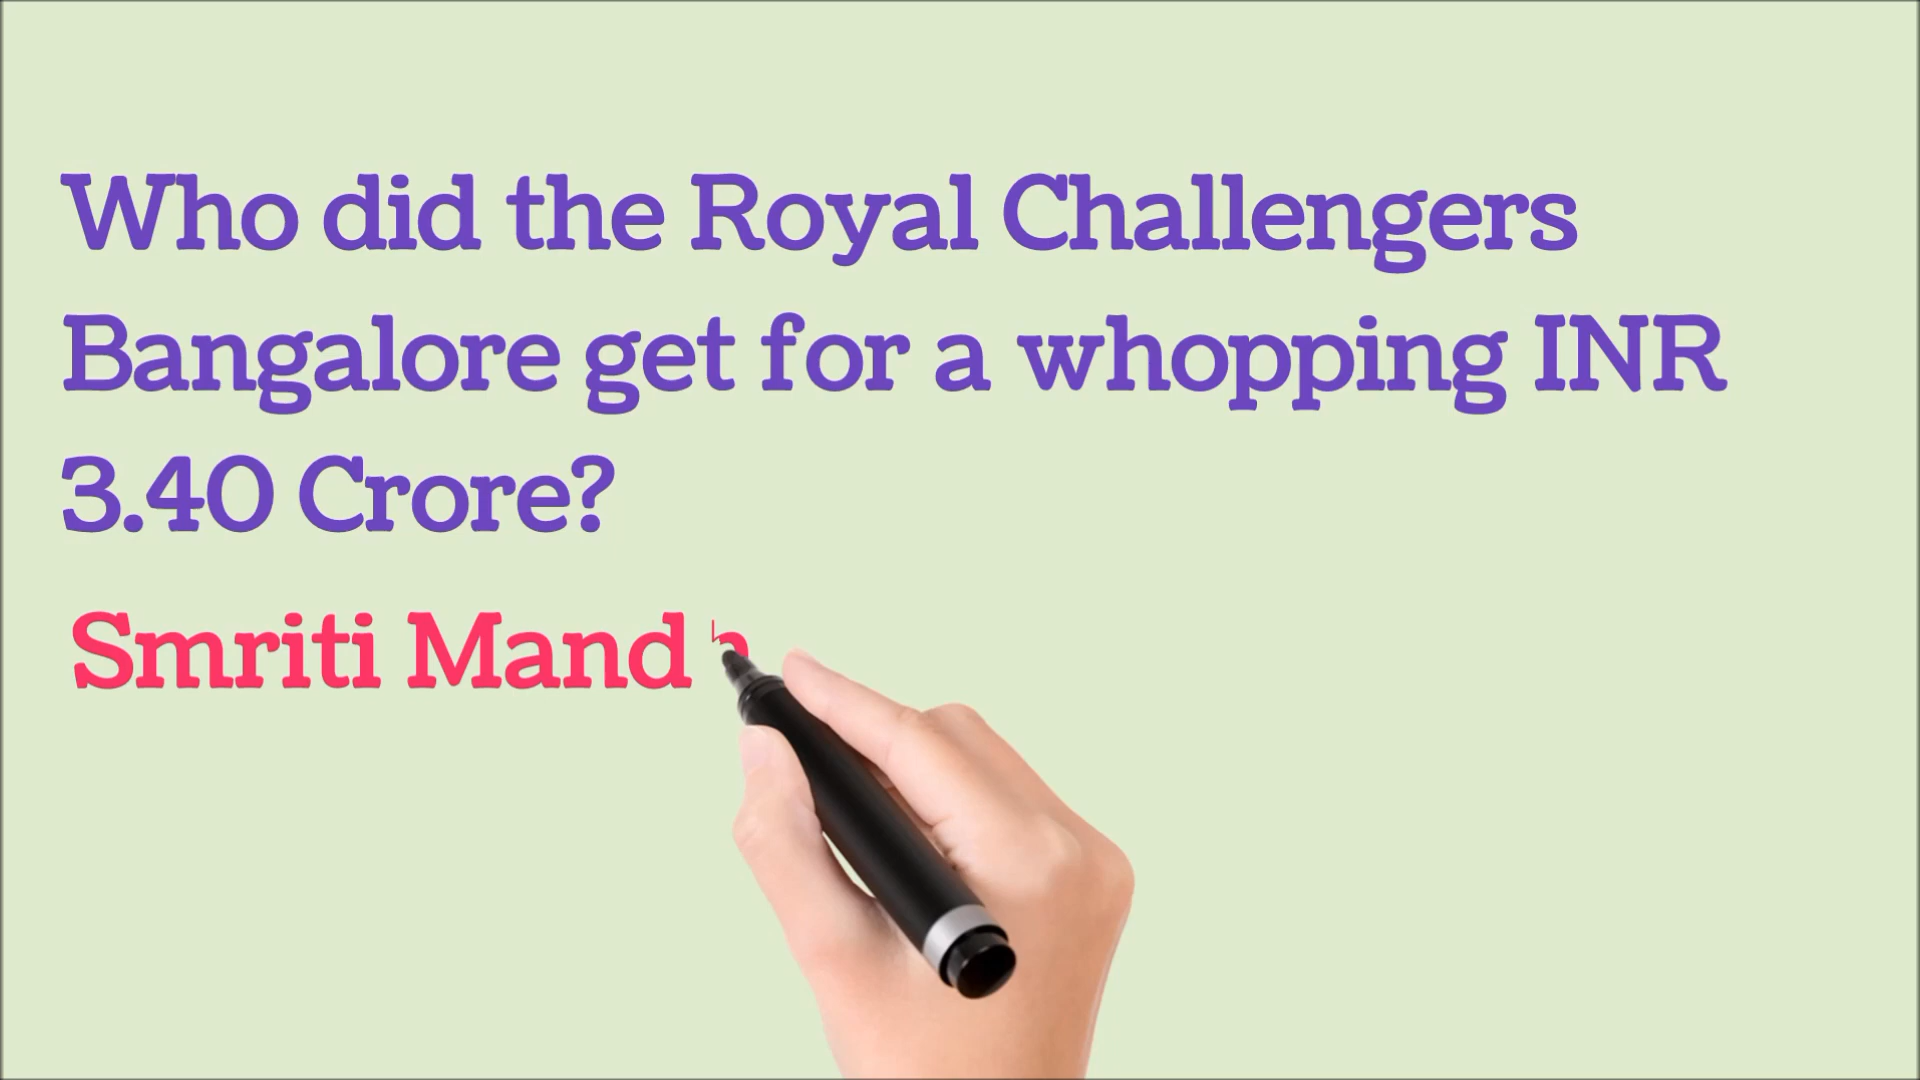 Who did the Royal Challengers
Bangalore get for a whopping INR
3.40 Crore?
Smriti Mand